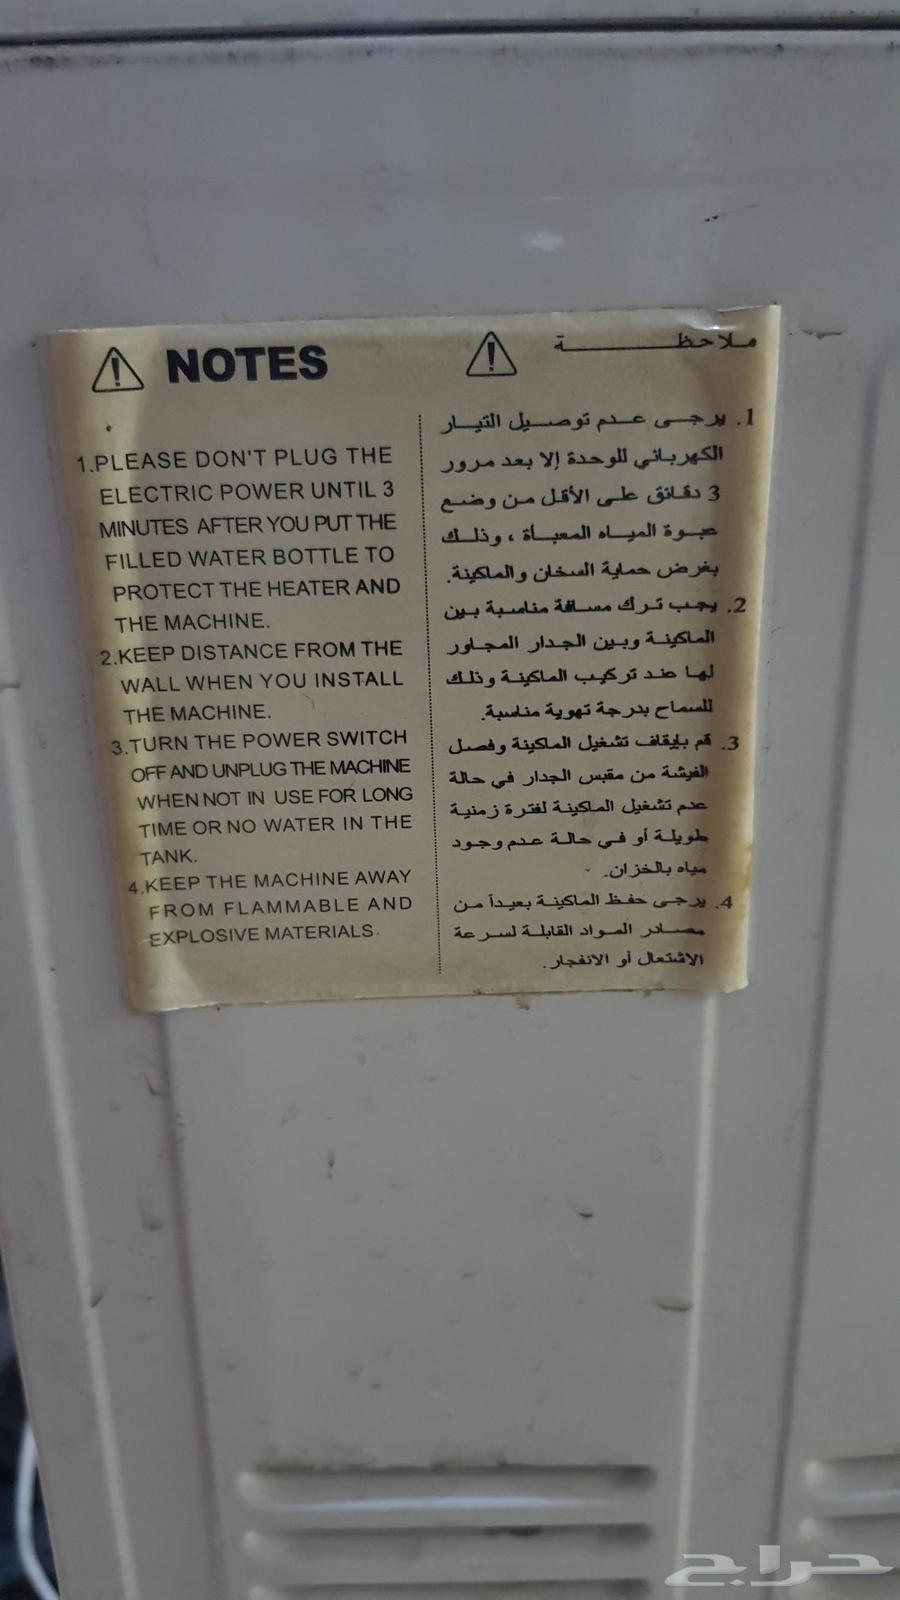 NOTES
1.PLEASE DON'T PLUG THE
ELECTRIC POWER UNTIL 3
MINUTES AFTER YOU PUT THE
FILLED WATER BOTTLE TO
PROTECT THE HEATER AND
THE MACHINE.
2.KEEP DISTANCE FROM THE
WALL WHEN YOU INSTALL
THE MACHINE.
3.TURN THE POWER SWITCH
OFF AND UNPLUG THE MACHINE
WHEN NOT IN USE FOR LONG
TIME OR NO WATER IN THE
TANK.
4.KEEP THE MACHINE AWAY
FROM FLAMMABLE AND
EXPLOSIVE MATERIALS.
ملاحظة
1. يرجى عدم توصيل التيار
الكهربائي للوحدة إلا بعد مرور
3 دقائق على الأقل من وضع
عبوة المياه المعبأة ، وذلك
بغرض حماية السخان والماكينة.
2. يجب ترك مسافة مناسبة بين
الماكينة وبين الجدار المجاور
لها عند تركيب الماكينة وذلك
للسماح بدرجة تهوية مناسبة.
3. قم بإيقاف تشغيل الماكينة وفصل
الفيشة من مقبس الجدار في حالة
عدم تشغيل الماكينة لفترة زمنية
طويلة أو في حالة عدم وجود
مياه بالخزان.
4. يرجى حفظ الماكينة بعيداً من
مصادر المواد القابلة لسرعة
الاشتعال أو الانفجار.
حراج